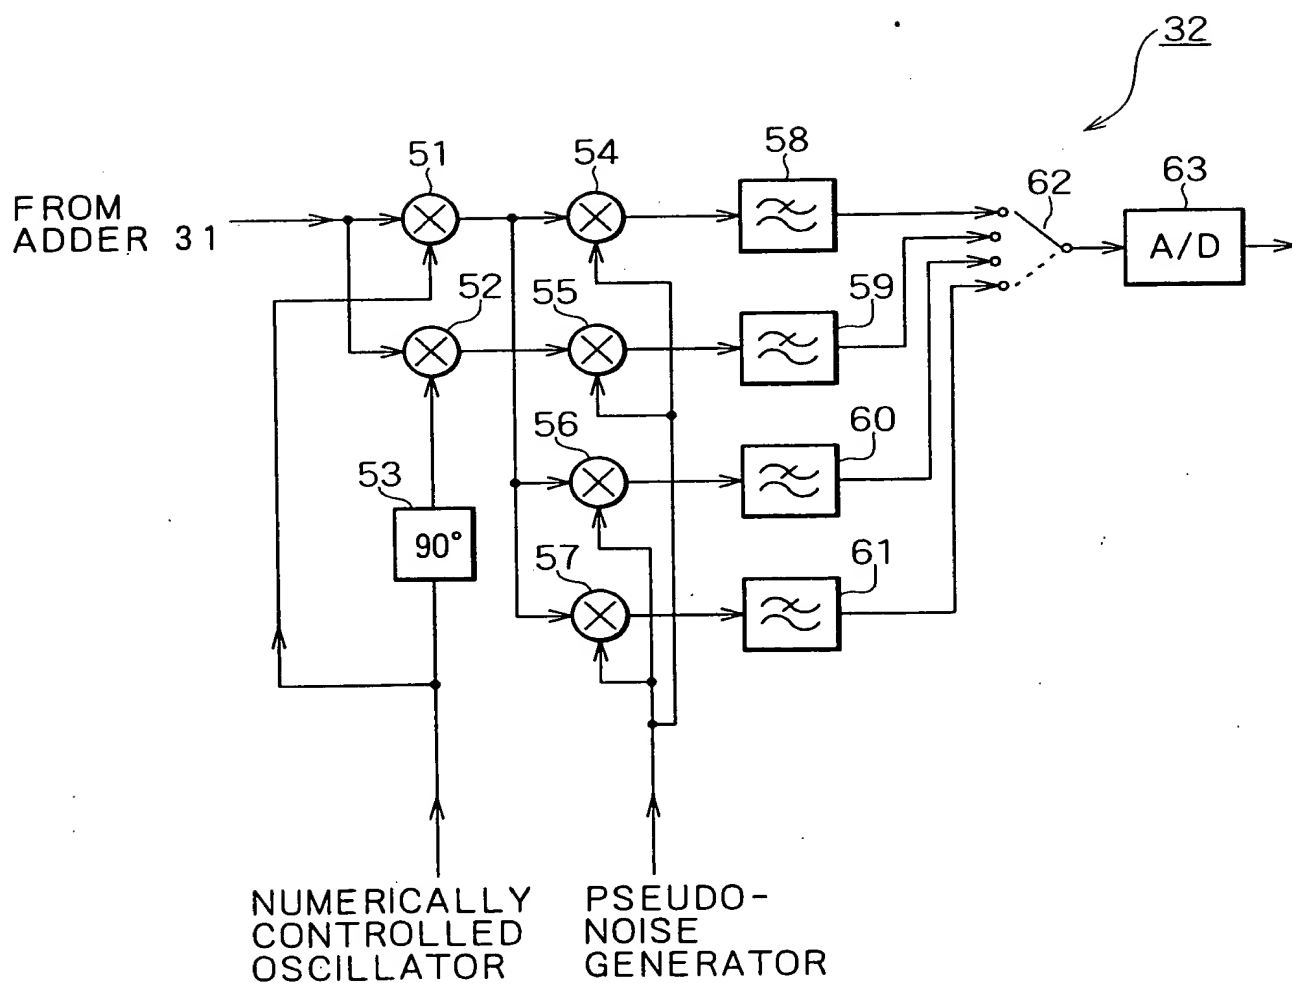 32
51
54
58
62
63
FROM
ADDER 31
A/D
52
55
59
56
60
53
90°
57
61
NUMERICALLY
CONTROLLED
OSCILLATOR
PSEUDO-
NOISE
GENERATOR